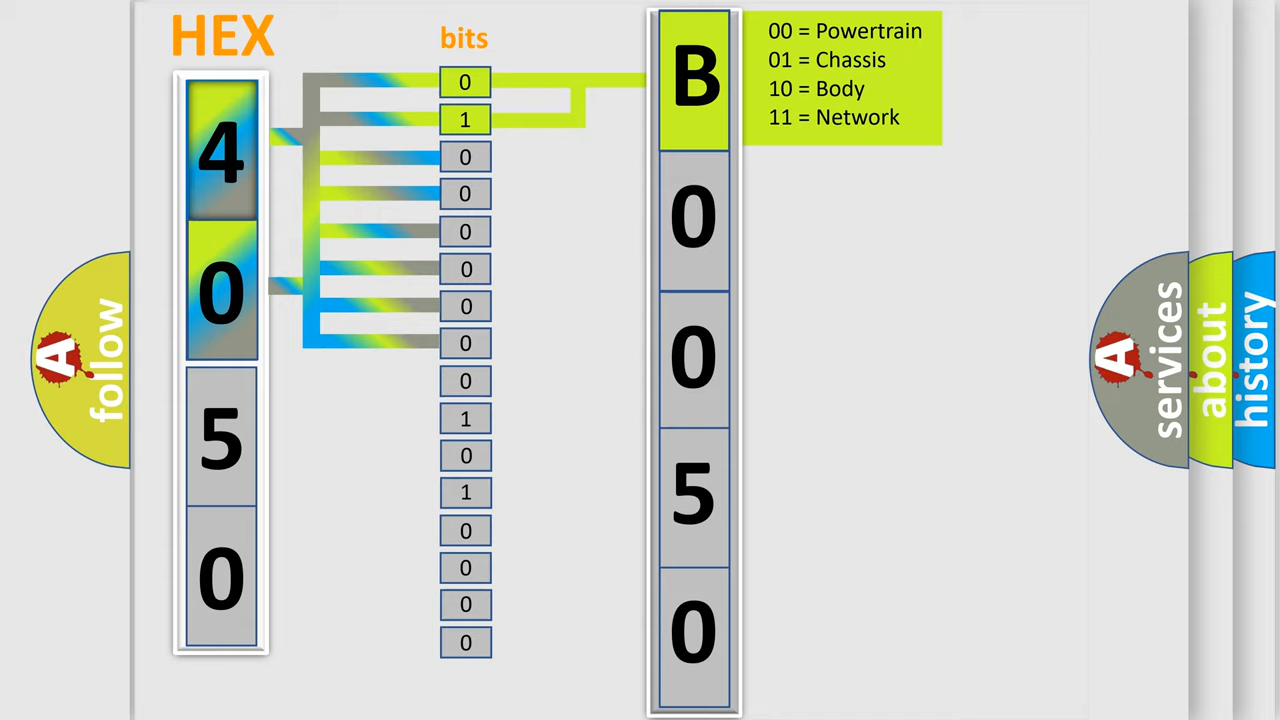 HEX
bits
4
0
5
0
0
1
0
0
0
0
0
0
0
1
0
1
0
0
0
0
B
0
0
5
0
00 = Powertrain
01 = Chassis
10 = Body
11 = Network
A
follow
A
services
about
history